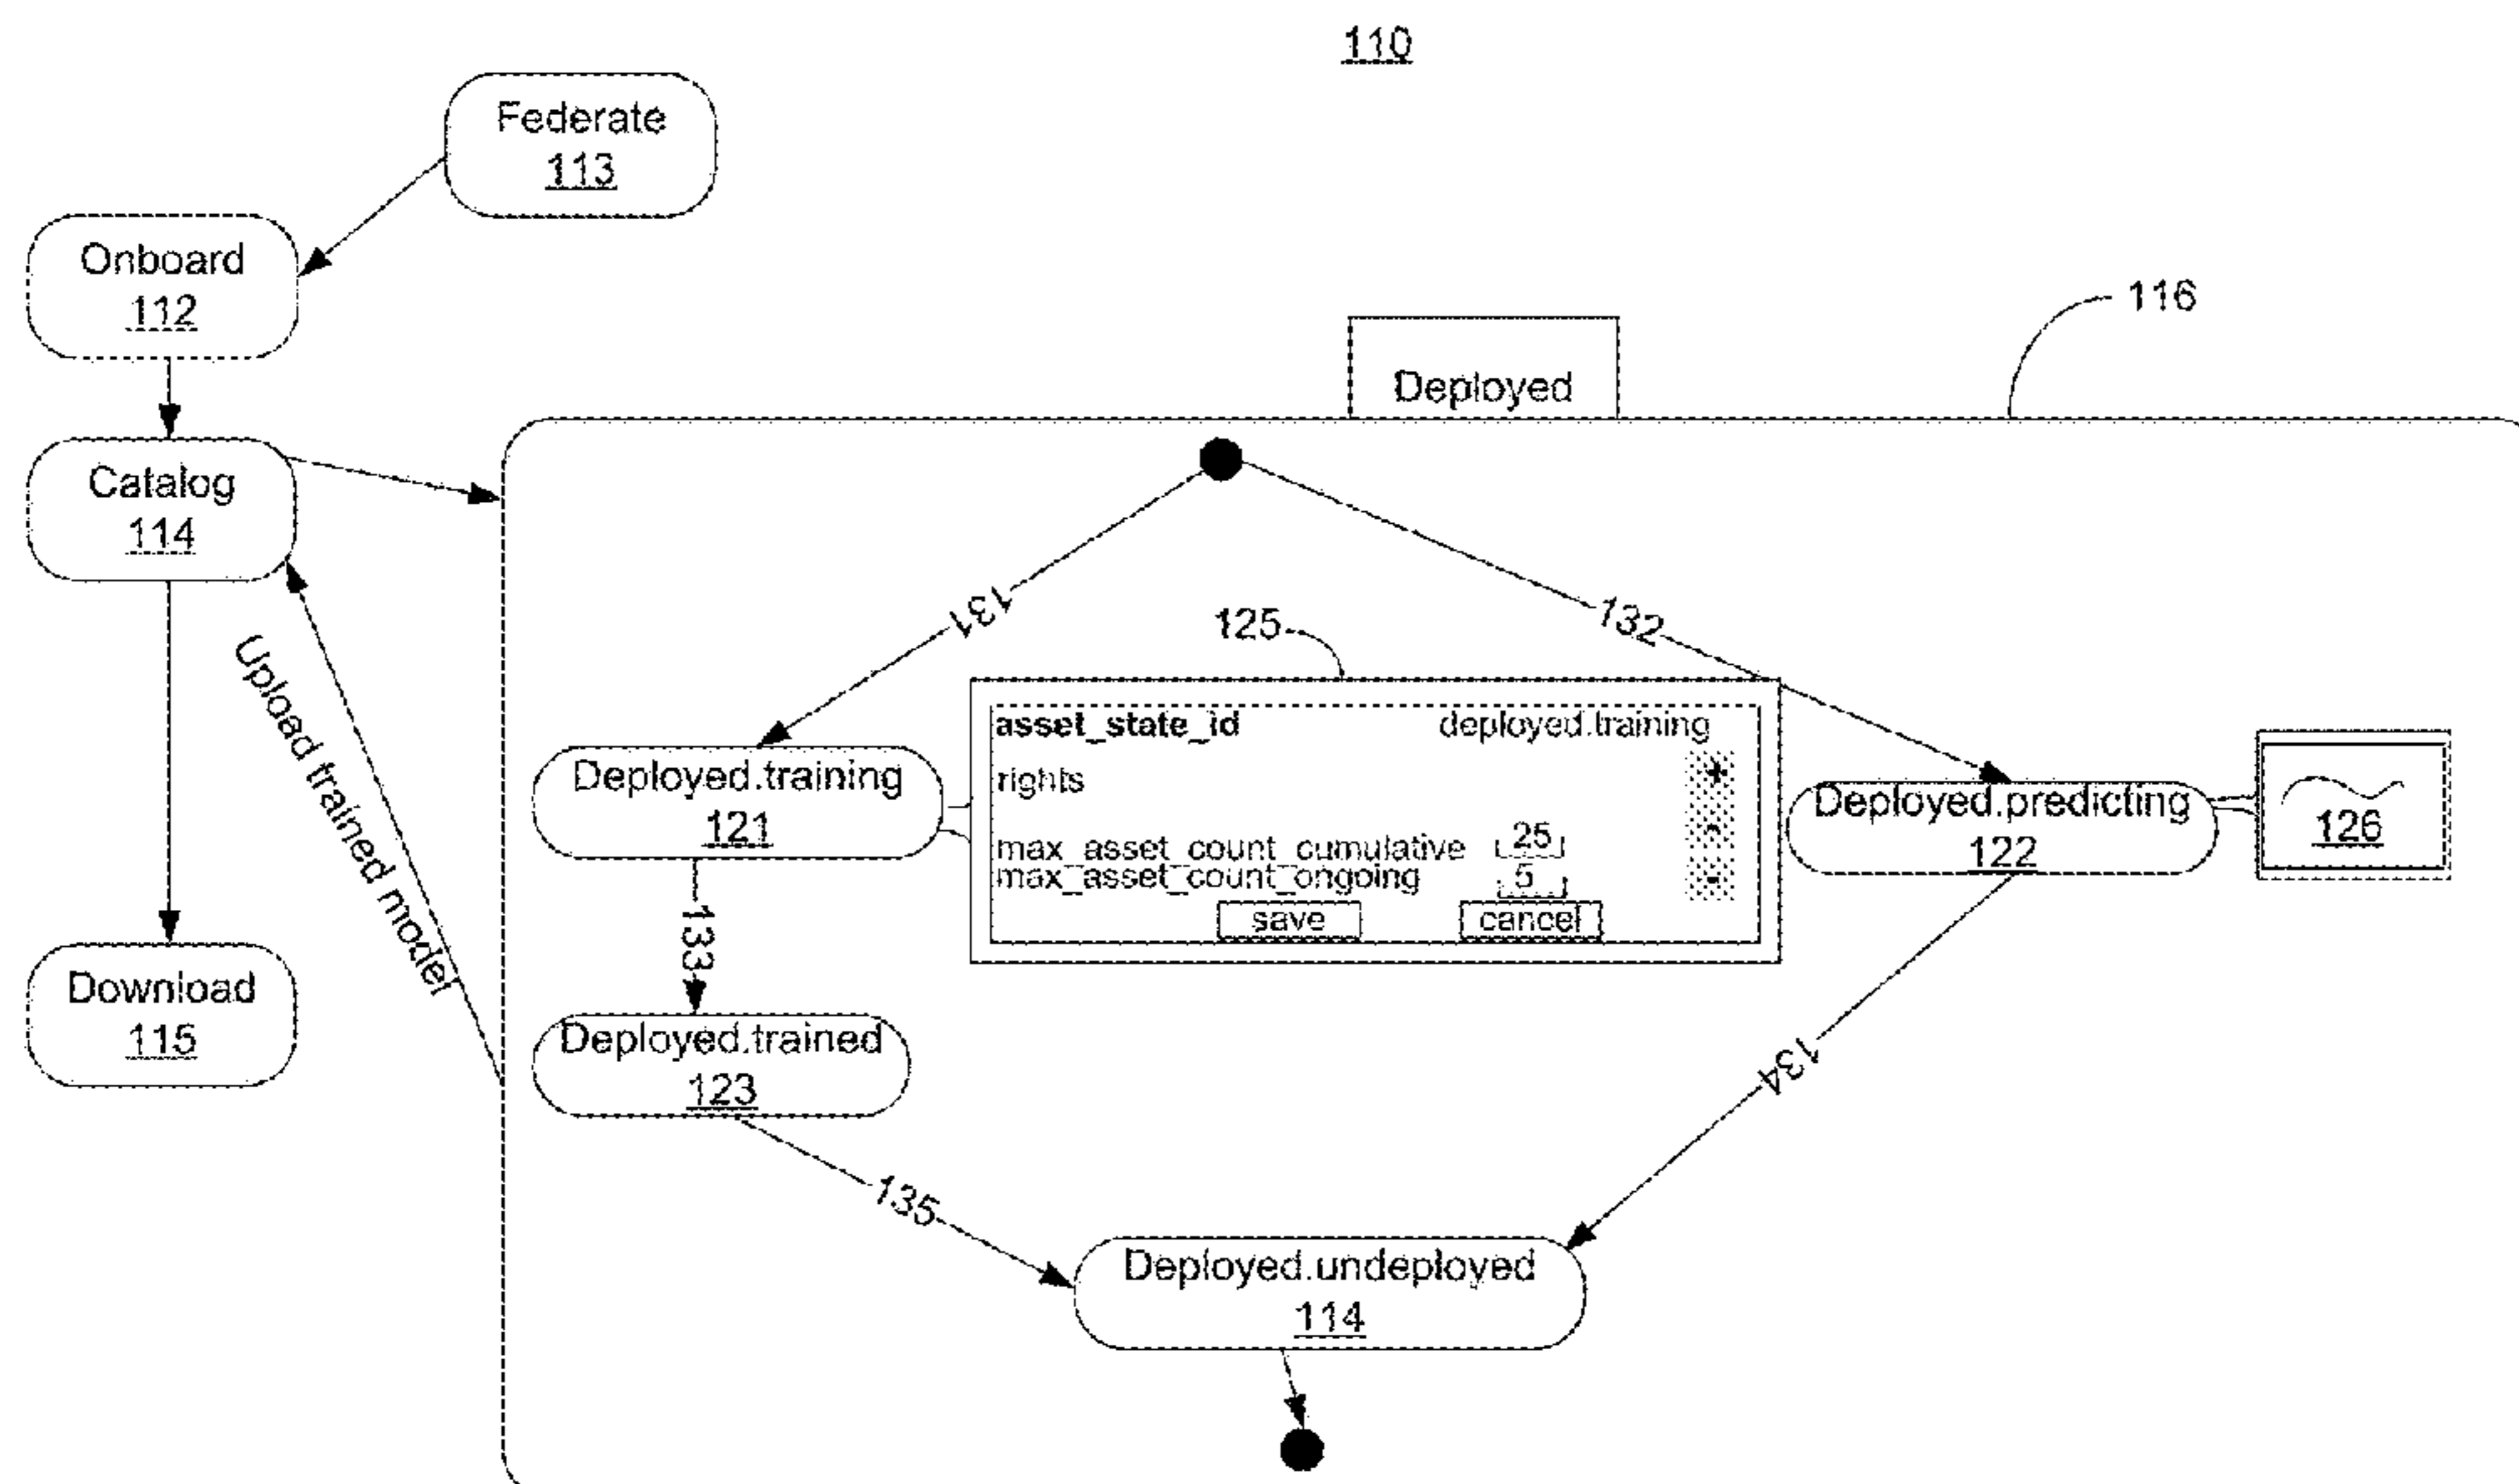 110
Federate
113
Onboard
112
116
Deployed
Catalog
114
131
132
125
Upload trained model
asset_state_id deployed.training
rights +
-
max_asset_count_cumulative 25
max_asset_count_ongoing 5 -
save cancel
Deployed.training
121
Deployed.predicting
122
126
133
Download
115
Deployed.trained
123
134
135
Deployed.undeployed
114